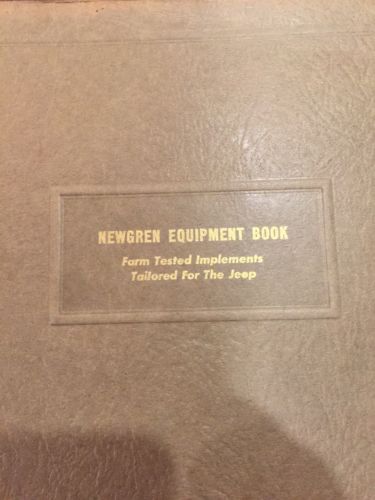 NEWGREN EQUIPMENT BOOK
Farm Tested Implements
Tailored For The Jeep